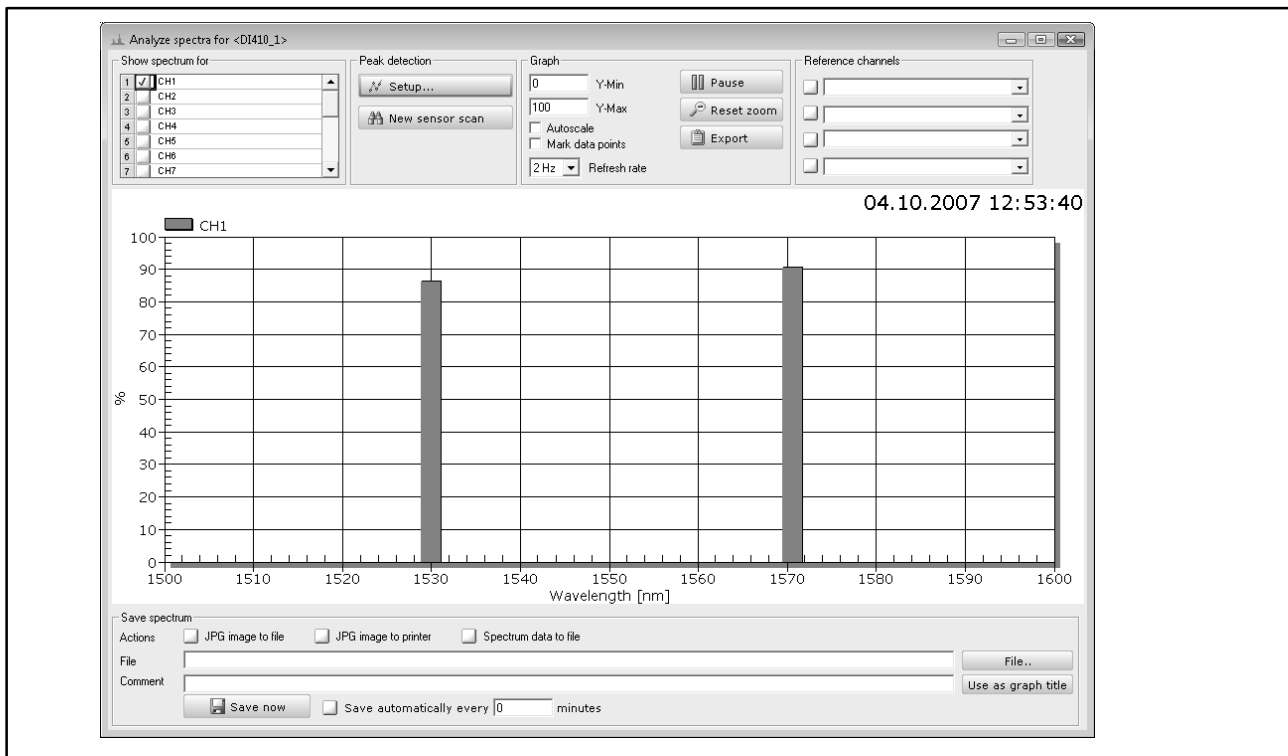 Analyze spectra for <DI410_1>
Show spectrum for
1 CH1
2 CH2
3 CH3
4 CH4
5 CH5
6 CH6
7 CH7
Peak detection
Setup...
New sensor scan
Graph
0 Y-Min
100 Y-Max
Autoscale
Mark data points
2 Hz Refresh rate
Pause
Reset zoom
Export
Reference channels
04.10.2007 12:53:40
CH1
100
90
80
70
60
50
40
30
20
10
0
%
1500 1510 1520 1530 1540 1550 1560 1570 1580 1590 1600
Wavelength [nm]
Save spectrum
Actions JPG image to file JPG image to printer Spectrum data to file
File File..
Comment Use as graph title
Save now Save automatically every 0 minutes